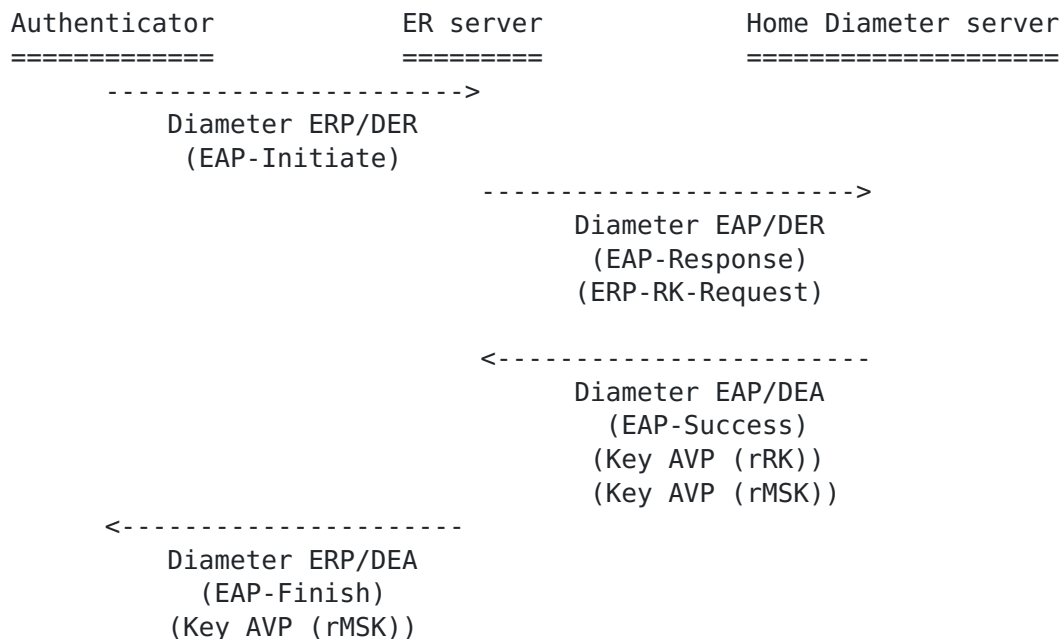 Authenticator ER server Home Diameter server
============= ========= ====================
----------------------->
Diameter ERP/DER
(EAP-Initiate)
------------------------>
Diameter EAP/DER
(EAP-Response)
(ERP-RK-Request)
<------------------------
Diameter EAP/DEA
(EAP-Success)
(Key AVP (rRK))
(Key AVP (rMSK))
<----------------------
Diameter ERP/DEA
(EAP-Finish)
(Key AVP (rMSK))